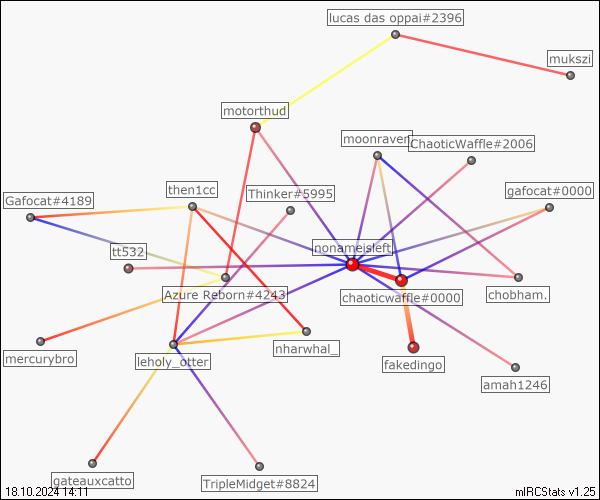 lucas das oppai#2396
mukszi
motorthud
moonraven
ChaoticWaffle#2006
then1cc
Thinker#5995
gafocat#0000
Gafocat#4189
nonameisleft
tt532
Azure Reborn#4243
chaoticwaffle#0000
chobham.
mercurybro
leholy_otter
nharwhal_
fakedingo
amah1246
gateauxcatto
TripleMidget#8824
18.10.2024 14:11
mIRCStats v1.25